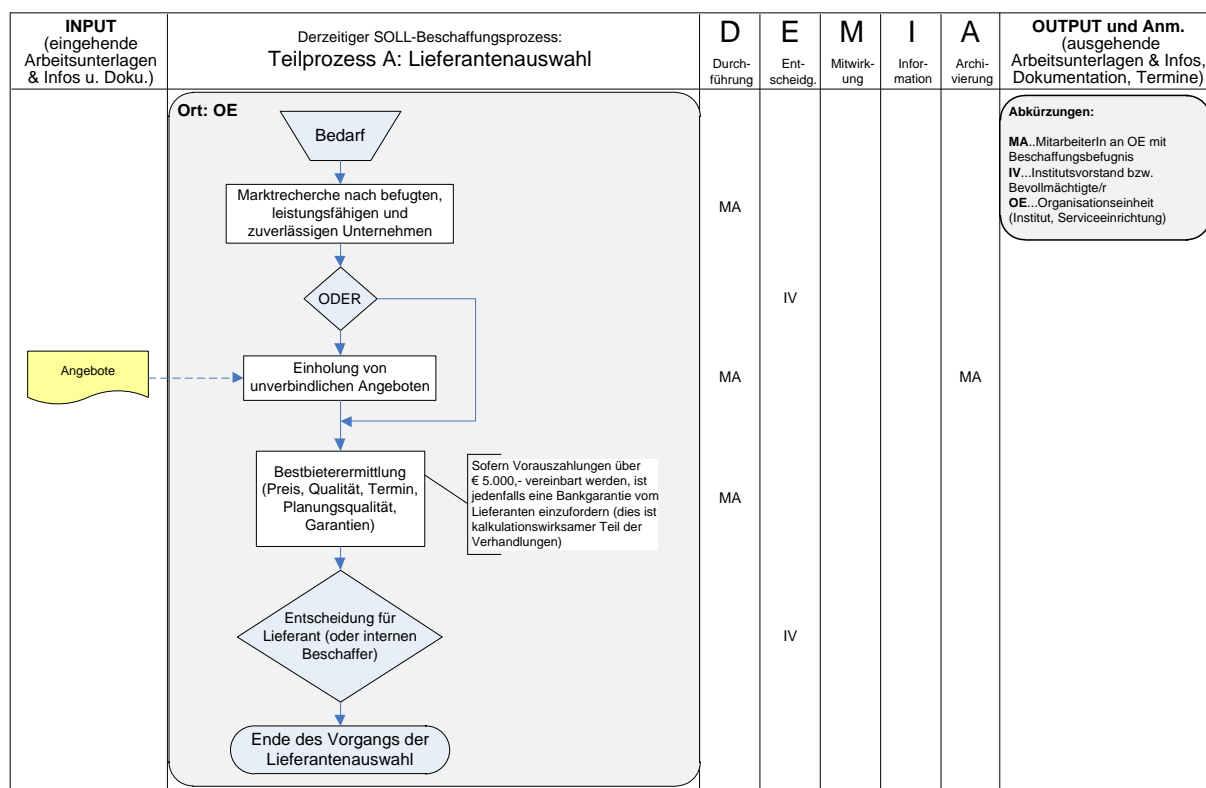 INPUT
(eingehende
Arbeitsunterlagen
& Infos u. Doku.)
Derzeitiger SOLL-Beschaffungsprozess:
Teilprozess A: Lieferantenauswahl
D
Durch-
führung
E
Ent-
scheidg.
M
Mitwirk-
ung
I
Infor-
mation
A
Archi-
vierung
OUTPUT und Anm.
(ausgehende
Arbeitsunterlagen & Infos,
Dokumentation, Termine)
Ort: OE
Bedarf
Abkürzungen:
MA..MitarbeiterIn an OE mit
Beschaffungsbefugnis
IV...Institutsvorstand bzw.
Bevollmächtigte/r
OE...Organisationseinheit
(Institut, Serviceeinrichtung)
Marktrecherche nach befugten,
leistungsfähigen und
zuverlässigen Unternehmen
MA
ODER
IV
Angebote
Einholung von
unverbindlichen Angeboten
MA
MA
Bestbieterermittlung
(Preis, Qualität, Termin,
Planungsqualität,
Garantien)
Sofern Vorauszahlungen über
€ 5.000,- vereinbart werden, ist
jedenfalls eine Bankgarantie vom
Lieferanten einzufordern (dies ist
kalkulationswirksamer Teil der
Verhandlungen)
MA
Entscheidung für
Lieferant (oder internen
Beschaffer)
IV
Ende des Vorgangs der
Lieferantenauswahl